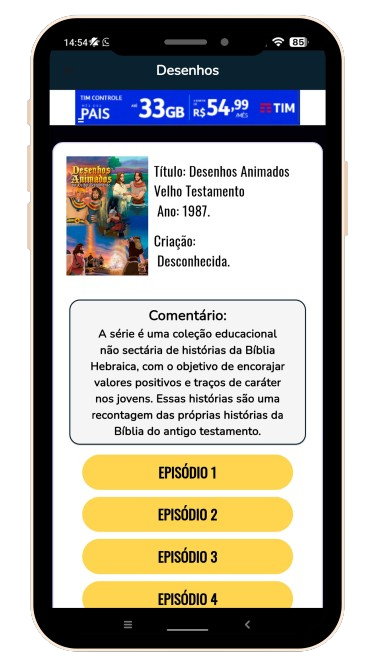 14:54
85
Desenhos
TIM CONTROLE
PAIS
33GB
R$54,99
/MÊS
TIM
Desenhos
Animados
Título: Desenhos Animados
Velho Testamento
Ano: 1987.
Criação:
Desconhecida.
Comentário:
A série é uma coleção educacional
não sectária de histórias da Bíblia
Hebraica, com o objetivo de encorajar
valores positivos e traços de caráter
nos jovens. Essas histórias são uma
recontagem das próprias histórias da
Bíblia do antigo testamento.
EPISÓDIO 1
EPISÓDIO 2
EPISÓDIO 3
EPISÓDIO 4